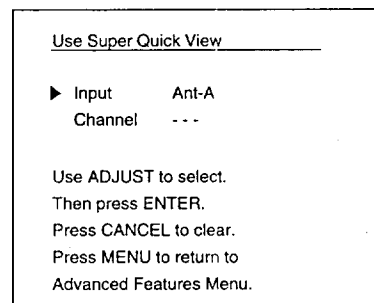 Use Super Quick View
▶ Input Ant-A
Channel - - -
Use ADJUST to select.
Then press ENTER.
Press CANCEL to clear.
Press MENU to return to
Advanced Features Menu.